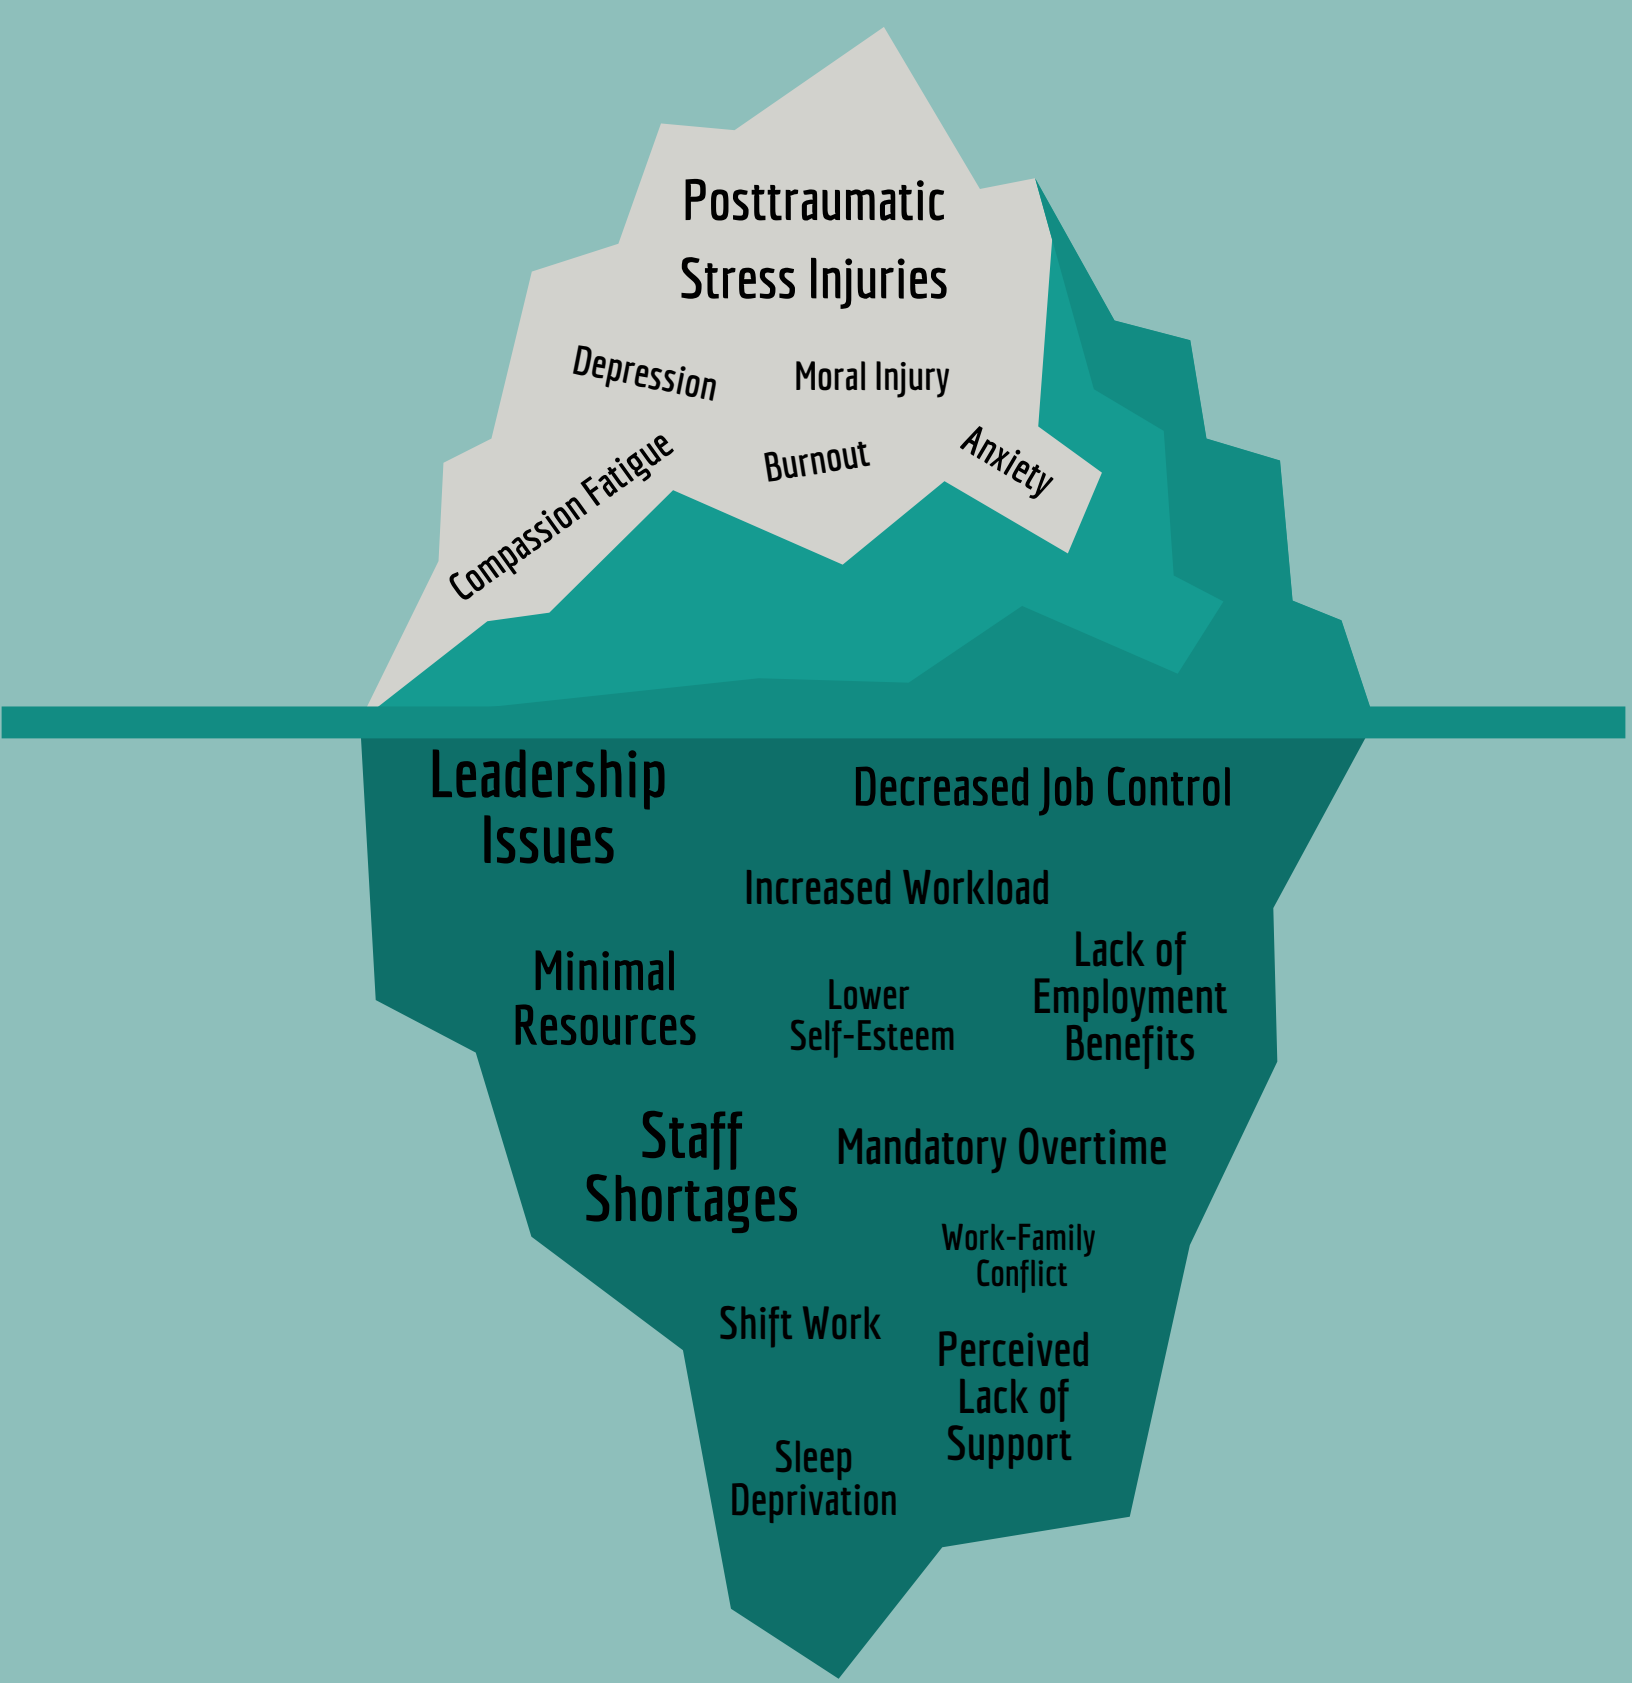 Posttraumatic
Stress Injuries
Depression
Moral Injury
Compassion Fatigue
Burnout
Anxiety
Leadership
Issues
Decreased Job Control
Increased Workload
Minimal
Resources
Lower
Self-Esteem
Lack of
Employment
Benefits
Staff
Shortages
Mandatory Overtime
Work-Family
Conflict
Shift Work
Perceived
Lack of
Support
Sleep
Deprivation